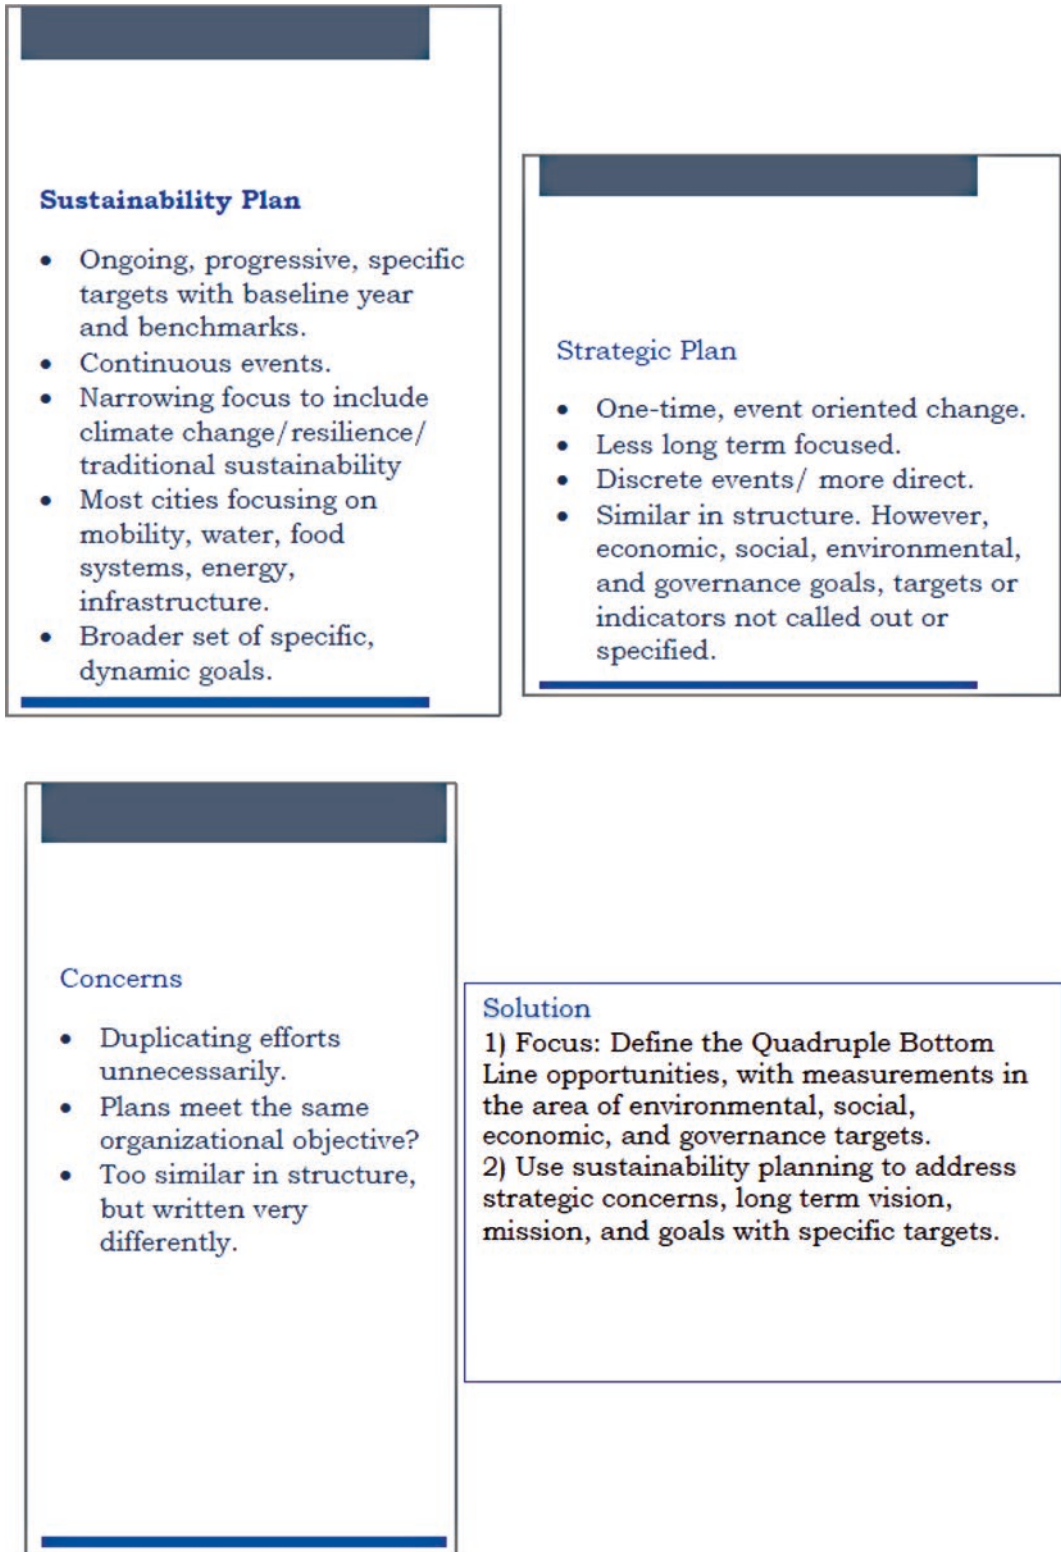 Sustainability Plan
• Ongoing, progressive, specific
targets with baseline year
and benchmarks.
• Continuous events.
• Narrowing focus to include
climate change/resilience/
traditional sustainability
• Most cities focusing on
mobility, water, food
systems, energy,
infrastructure.
• Broader set of specific,
dynamic goals.
Strategic Plan
• One-time, event oriented change.
• Less long term focused.
• Discrete events/ more direct.
• Similar in structure. However,
economic, social, environmental,
and governance goals, targets or
indicators not called out or
specified.
Concerns
• Duplicating efforts
unnecessarily.
• Plans meet the same
organizational objective?
• Too similar in structure,
but written very
differently.
Solution
1) Focus: Define the Quadruple Bottom
Line opportunities, with measurements in
the area of environmental, social,
economic, and governance targets.
2) Use sustainability planning to address
strategic concerns, long term vision,
mission, and goals with specific targets.